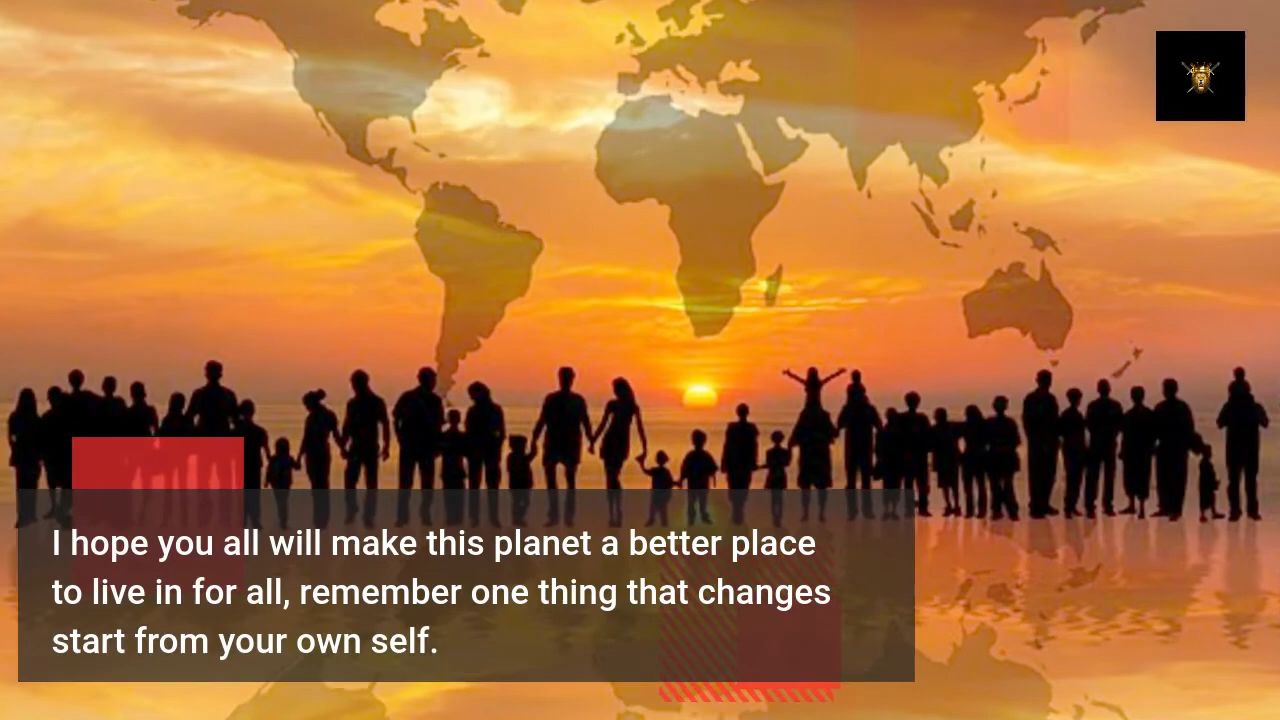 I hope you all will make this planet a better place
to live in for all, remember one thing that changes
start from your own self.